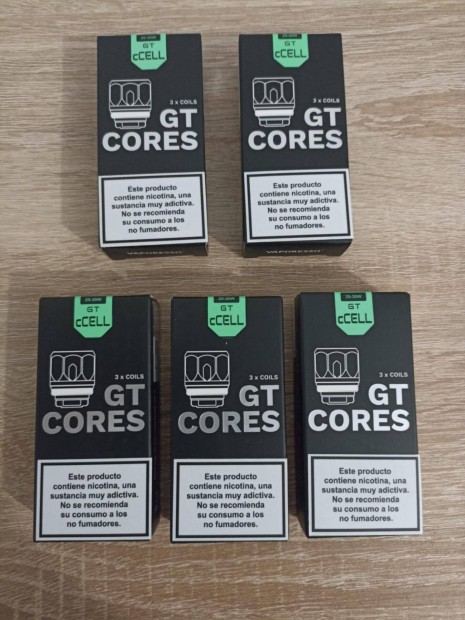 GT
cCELL
3 x COILS
GT
CORES
Este producto
contiene nicotina, una
sustancia muy adictiva.
No se recomienda
su consumo a los
no fumadores.
VAPORESSO
GT
cCELL
3 x COILS
GT
CORES
Este producto
contiene nicotina, una
sustancia muy adictiva.
No se recomienda
su consumo a los
no fumadores.
VAPORESSO
GT
cCELL
3 x COILS
GT
CORES
Este producto
contiene nicotina, una
sustancia muy adictiva.
No se recomienda
su consumo a los
no fumadores.
GT
cCELL
3 x COILS
GT
CORES
Este producto
contiene nicotina, una
sustancia muy adictiva.
No se recomienda
su consumo a los
no fumadores.
GT
cCELL
3 x COILS
GT
CORES
Este producto
contiene nicotina, una
sustancia muy adictiva.
No se recomienda
su consumo a los
no fumadores.